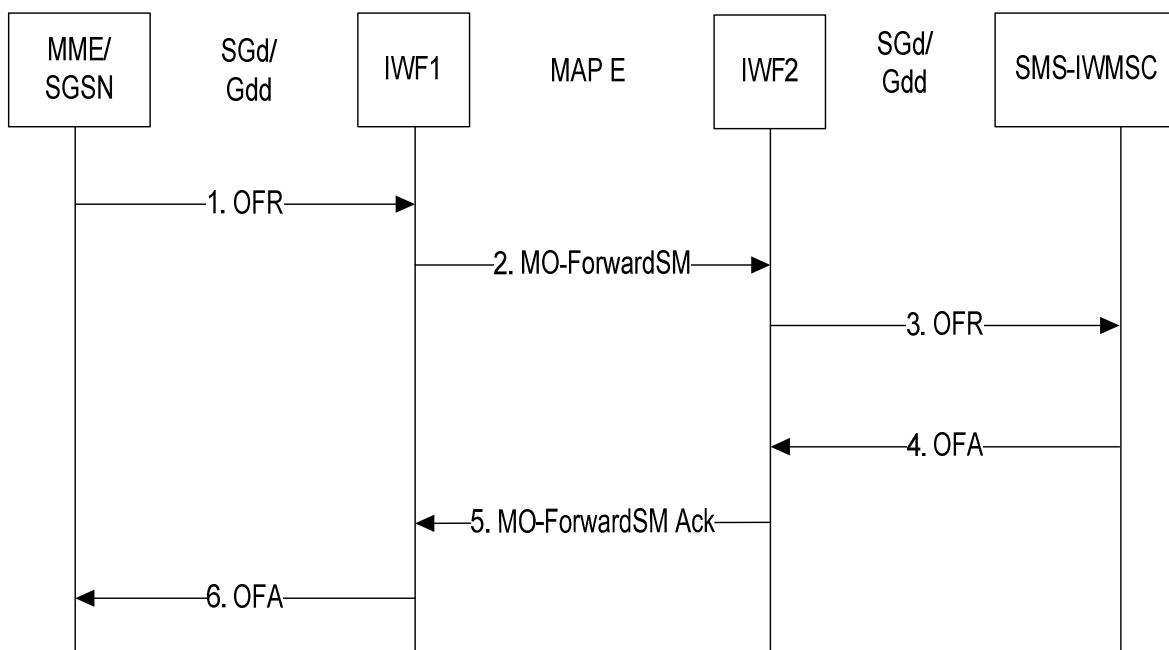 MME/
SGSN
SGd/
Gdd
IWF1
MAP E
IWF2
SGd/
Gdd
SMS-IWMSC
1. OFR
2. MO-ForwardSM
3. OFR
4. OFA
5. MO-ForwardSM Ack
6. OFA